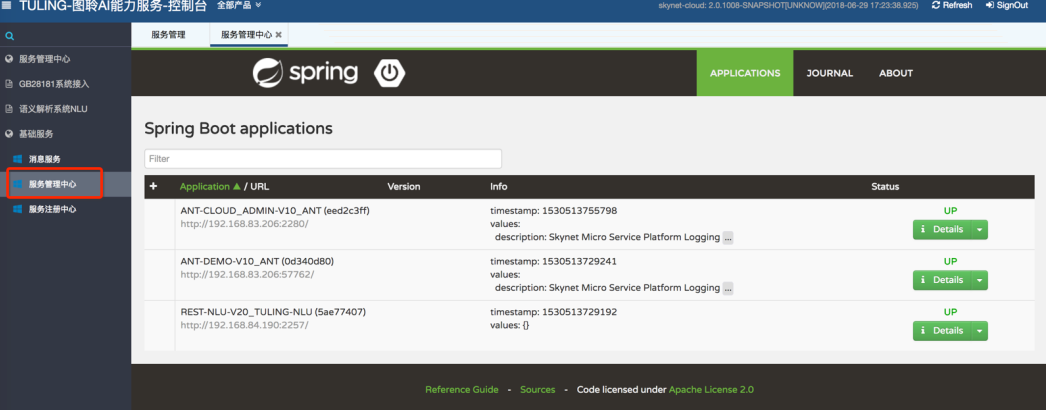 TULING-图聆AI能力服务-控制台 全部产品 skynet-cloud: 2.0.1008-SNAPSHOT[UNKNOW](2018-06-29 17:23:38.925) Refresh SignOut
服务管理 服务管理中心
服务管理中心
GB28181系统接入
语义解析系统NLU
基础服务
消息服务
服务管理中心
服务注册中心
spring APPLICATIONS JOURNAL ABOUT
Spring Boot applications
Filter
+ Application ▲ / URL Version Info Status
ANT-CLOUD_ADMIN-V10_ANT (eed2c3ff) timestamp: 1530513755798 UP
http://192.168.83.206:2280/ values: i Details
description: Skynet Micro Service Platform Logging ...
ANT-DEMO-V10_ANT (0d340d80) timestamp: 1530513729241 UP
http://192.168.83.206:57762/ values: i Details
description: Skynet Micro Service Platform Logging ...
REST-NLU-V20_TULING-NLU (5ae77407) timestamp: 1530513729192 UP
http://192.168.84.190:2257/ values: {} i Details
Reference Guide - Sources - Code licensed under Apache License 2.0